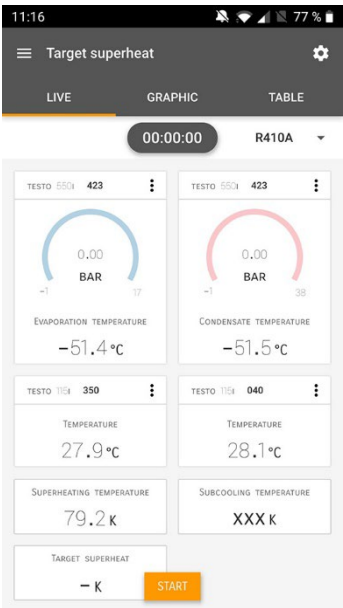 11:16 77 %
Target superheat
LIVE GRAPHIC TABLE
00:00:00 R410A
TESTO 550i 423 TESTO 550i 423
0.00 0.00
BAR BAR
-1 17 -1 38
EVAPORATION TEMPERATURE CONDENSATE TEMPERATURE
-51.4 °C -51.5 °C
TESTO 115i 350 TESTO 115i 040
TEMPERATURE TEMPERATURE
27.9 °C 28.1 °C
SUPERHEATING TEMPERATURE SUBCOOLING TEMPERATURE
79.2 K XXX K
TARGET SUPERHEAT
– K
START